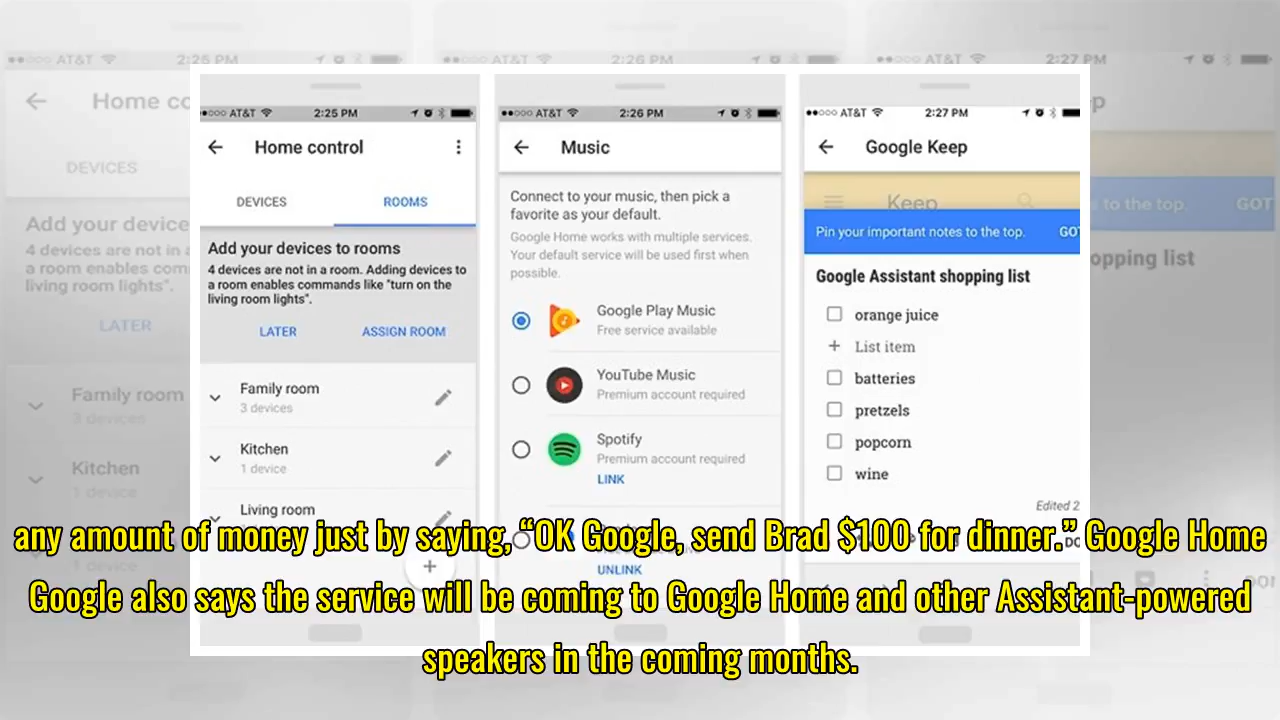 AT&T 2:25 PM
Home control
DEVICES ROOMS
Add your devices to rooms
4 devices are not in a room. Adding devices to
a room enables commands like "turn on the
living room lights".
LATER ASSIGN ROOM
Family room
3 devices
Kitchen
1 device
Living room
AT&T 2:26 PM
Music
Connect to your music, then pick a
favorite as your default.
Google Home works with multiple services.
Your default service will be used first when
possible.
Google Play Music
Free service available
YouTube Music
Premium account required
Spotify
Premium account required
LINK
UNLINK
AT&T 2:27 PM
Google Keep
Keep
Pin your important notes to the top. GOT
Google Assistant shopping list
orange juice
+ List item
batteries
pretzels
popcorn
wine
Edited 2
any amount of money just by saying, “OK Google, send Brad $100 for dinner.” Google Home
Google also says the service will be coming to Google Home and other Assistant-powered
speakers in the coming months.